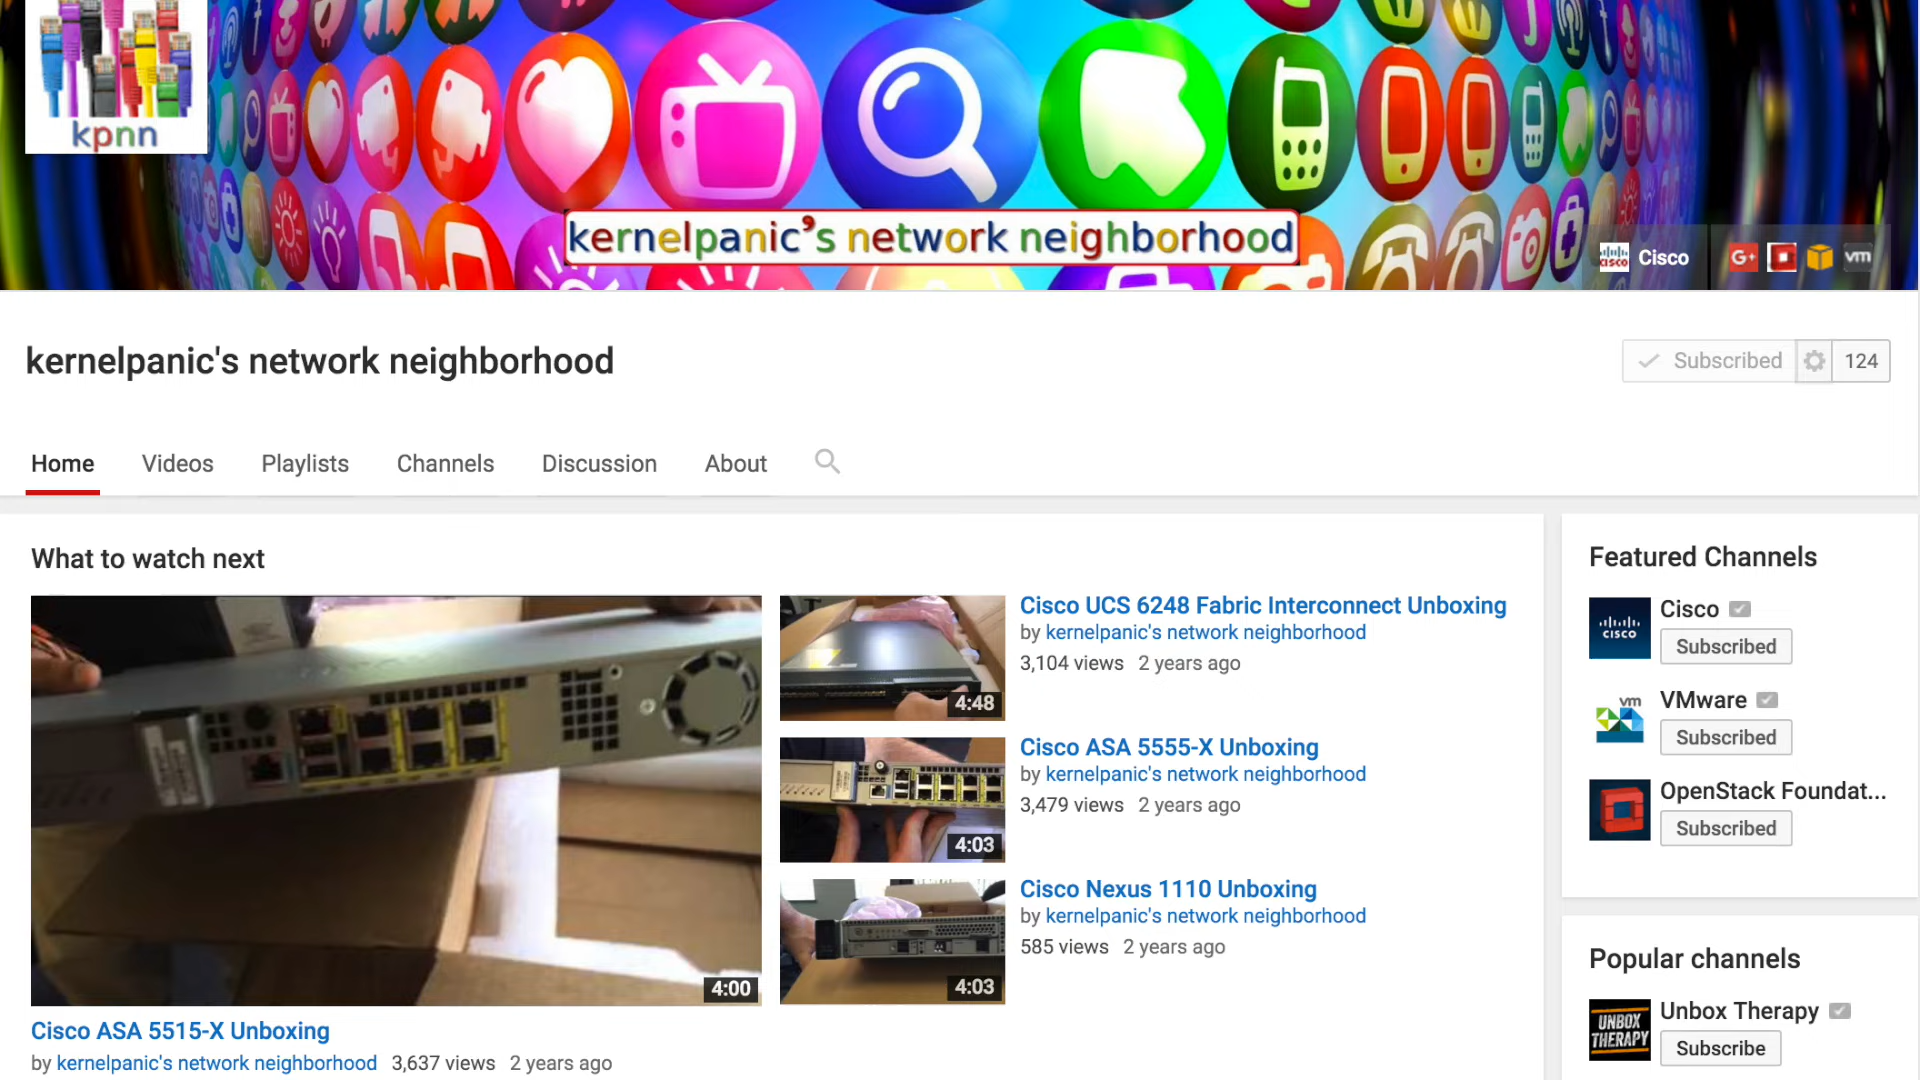 kpnn
kernelpanic's network neighborhood
CISCO
Cisco
G+
vm
kernelpanic's network neighborhood
Subscribed
124
Home
Videos
Playlists
Channels
Discussion
About
What to watch next
4:00
Cisco ASA 5515-X Unboxing
by kernelpanic's network neighborhood 3,637 views 2 years ago
4:48
Cisco UCS 6248 Fabric Interconnect Unboxing
by kernelpanic's network neighborhood
3,104 views 2 years ago
4:03
Cisco ASA 5555-X Unboxing
by kernelpanic's network neighborhood
3,479 views 2 years ago
4:03
Cisco Nexus 1110 Unboxing
by kernelpanic's network neighborhood
585 views 2 years ago
Featured Channels
CISCO
Cisco
Subscribed
vm
VMware
Subscribed
OpenStack Foundat...
Subscribed
Popular channels
UNBOX
THERAPY
Unbox Therapy
Subscribe